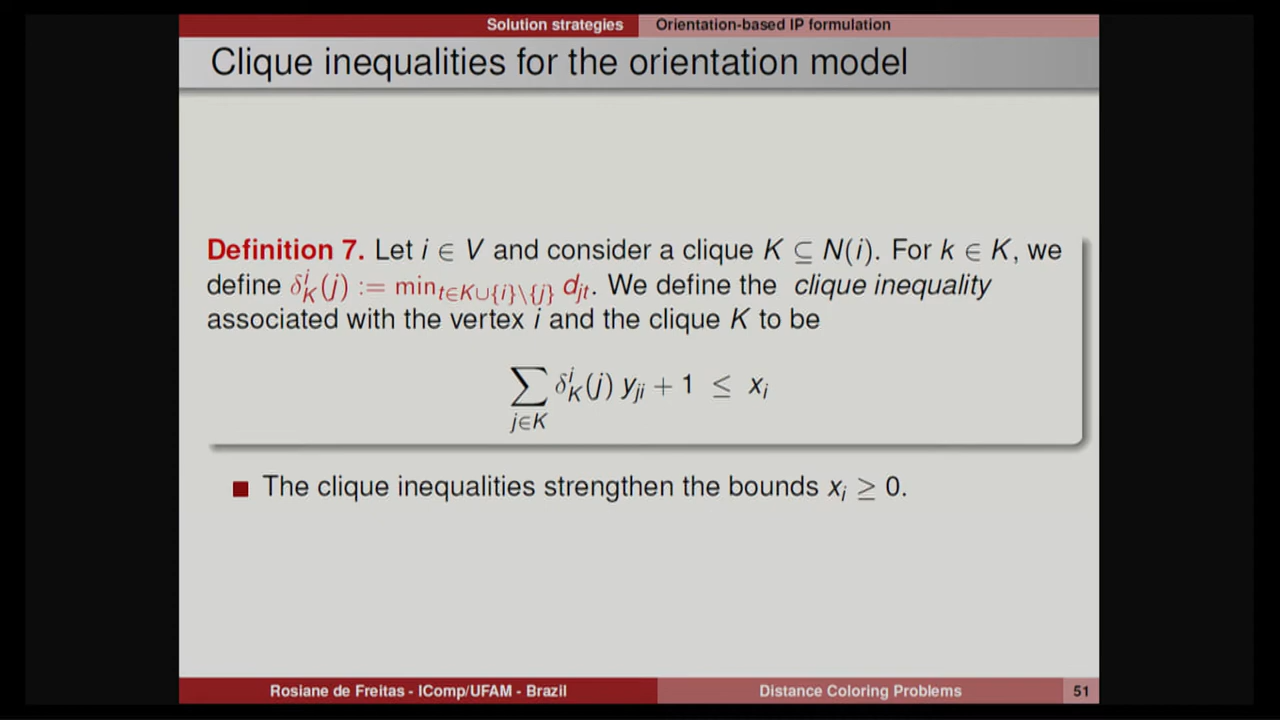 Solution strategies Orientation-based IP formulation
Clique inequalities for the orientation model
Definition 7. Let i ∈ V and consider a clique K ⊆ N(i). For k ∈ K, we
define δ^i_K(j) := min_{t∈K∪{i}\{j}} d_{jt}. We define the clique inequality
associated with the vertex i and the clique K to be
∑_{j∈K} δ^i_K(j) y_{ji} + 1 ≤ x_i
The clique inequalities strengthen the bounds x_i ≥ 0.
Rosiane de Freitas - IComp/UFAM - Brazil Distance Coloring Problems 51